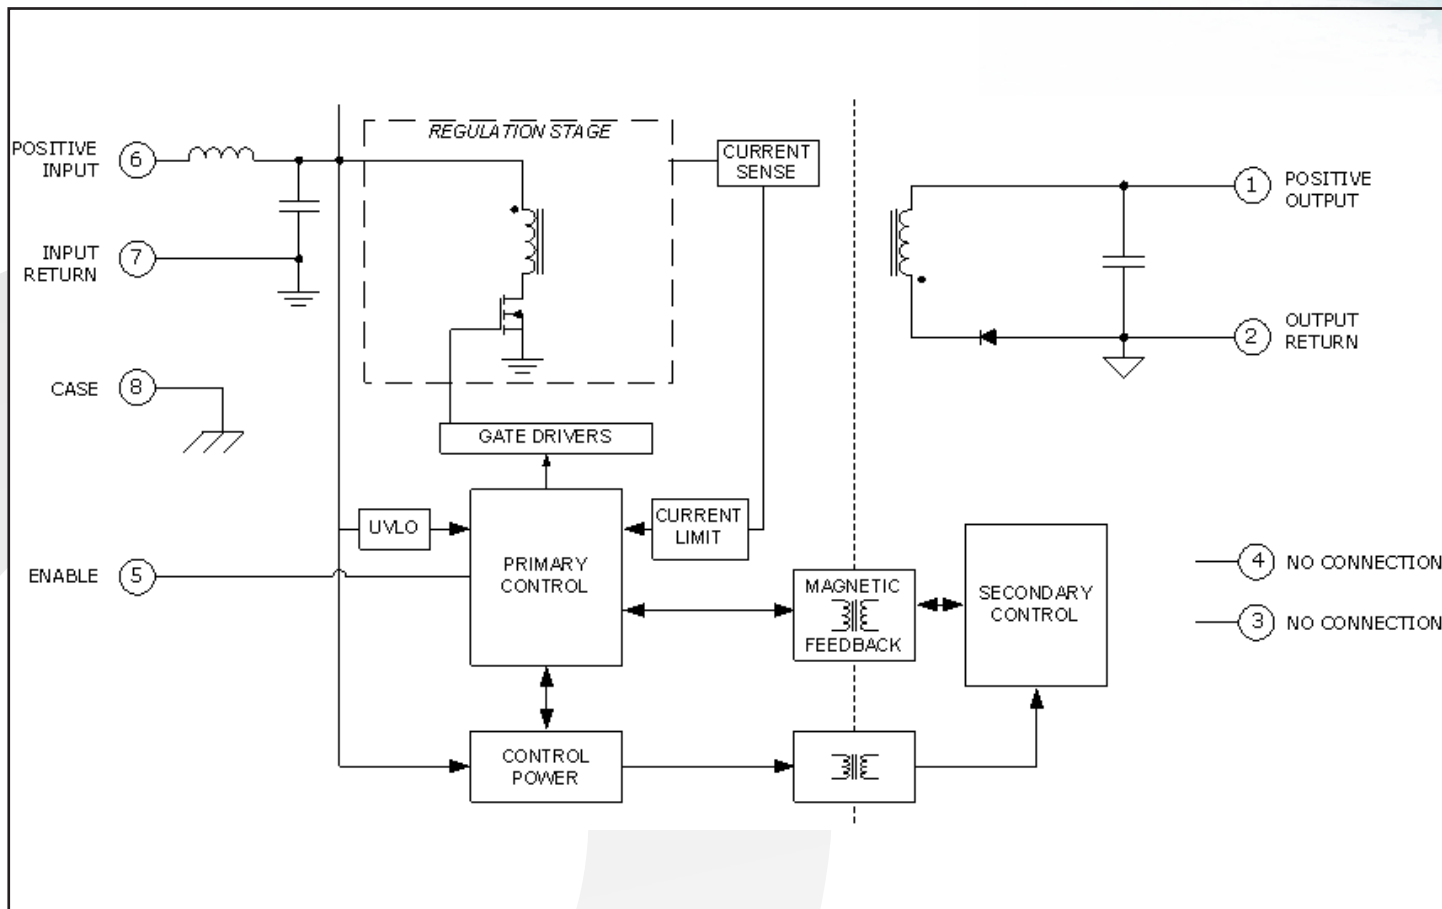 REGULATION STAGE
POSITIVE
INPUT
6
CURRENT
SENSE
1
POSITIVE
OUTPUT
INPUT
RETURN
7
2
OUTPUT
RETURN
CASE
8
GATE DRIVERS
UVLO
CURRENT
LIMIT
ENABLE
5
PRIMARY
CONTROL
MAGNETIC
FEEDBACK
SECONDARY
CONTROL
4
NO CONNECTION
3
NO CONNECTION
CONTROL
POWER